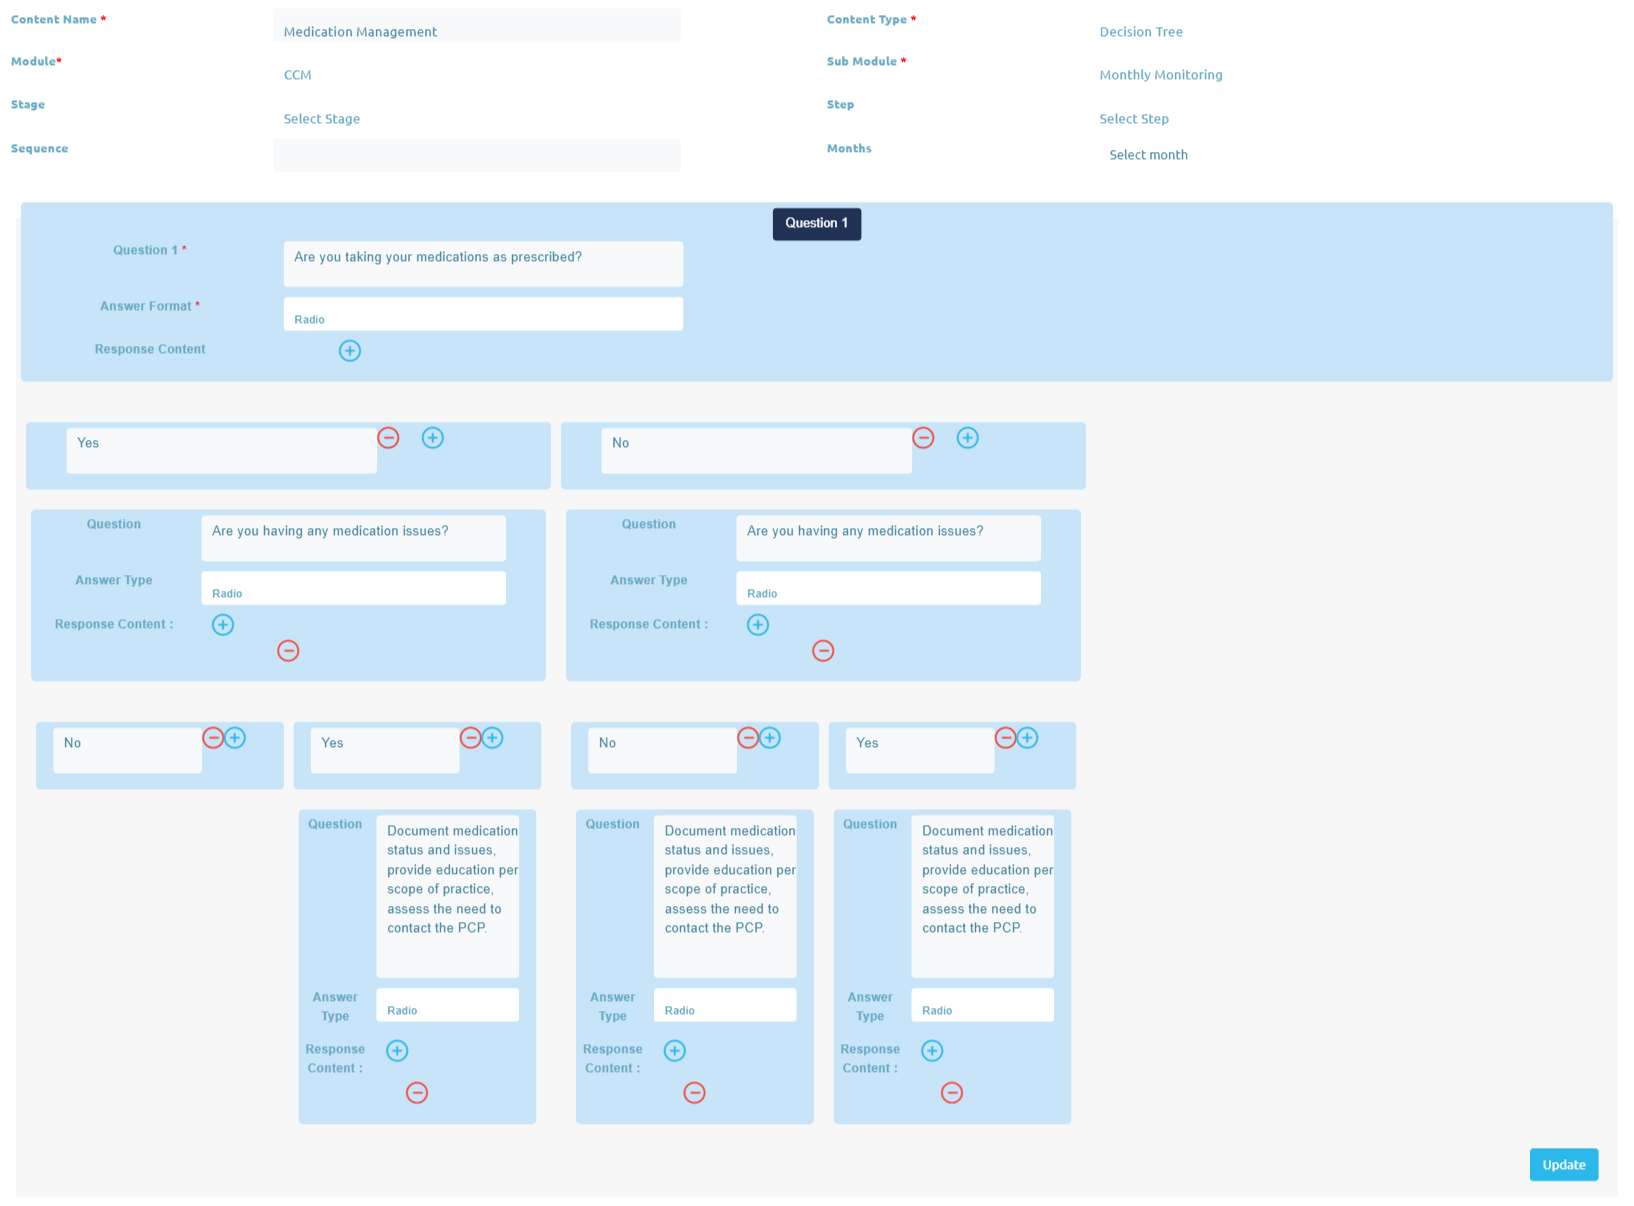 Content Name *
Medication Management
Content Type *
Decision Tree
Module*
CCM
Sub Module *
Monthly Monitoring
Stage
Select Stage
Step
Select Step
Sequence
Months
Select month
Question 1
Question 1 *
Are you taking your medications as prescribed?
Answer Format *
Radio
Response Content
Yes
No
Question
Are you having any medication issues?
Answer Type
Radio
Response Content :
Question
Are you having any medication issues?
Answer Type
Radio
Response Content :
No
Yes
No
Yes
Question
Document medication
status and issues,
provide education per
scope of practice,
assess the need to
contact the PCP.
Answer
Type
Radio
Response
Content :
Question
Document medication
status and issues,
provide education per
scope of practice,
assess the need to
contact the PCP.
Answer
Type
Radio
Response
Content :
Question
Document medication
status and issues,
provide education per
scope of practice,
assess the need to
contact the PCP.
Answer
Type
Radio
Response
Content :
Update